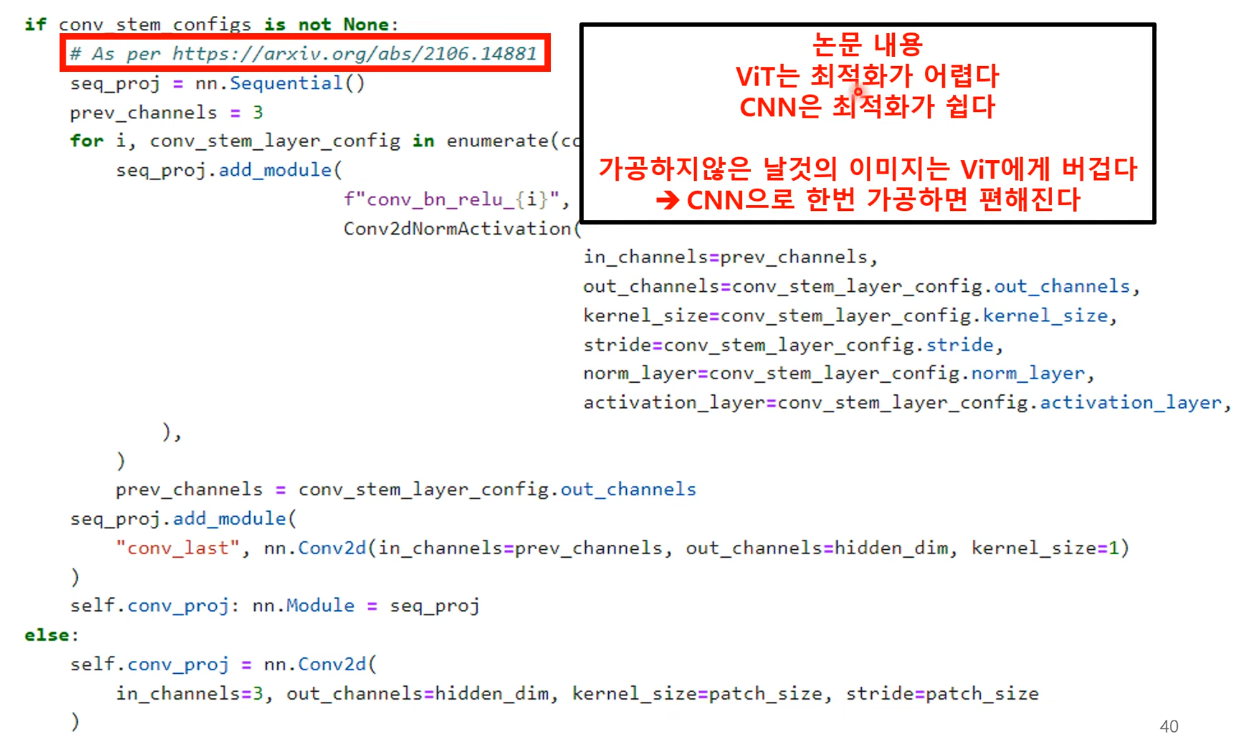 if conv_stem_configs is not None:
# As per https://arxiv.org/abs/2106.14881
seq_proj = nn.Sequential()
prev_channels = 3
for i, conv_stem_layer_config in enumerate(
seq_proj.add_module(
f"conv_bn_relu_{i}",
Conv2dNormActivation(
in_channels=prev_channels,
out_channels=conv_stem_layer_config.out_channels,
kernel_size=conv_stem_layer_config.kernel_size,
stride=conv_stem_layer_config.stride,
norm_layer=conv_stem_layer_config.norm_layer,
activation_layer=conv_stem_layer_config.activation_layer,
),
)
prev_channels = conv_stem_layer_config.out_channels
seq_proj.add_module(
"conv_last", nn.Conv2d(in_channels=prev_channels, out_channels=hidden_dim, kernel_size=1)
)
self.conv_proj: nn.Module = seq_proj
else:
self.conv_proj = nn.Conv2d(
in_channels=3, out_channels=hidden_dim, kernel_size=patch_size, stride=patch_size
)
논문 내용
ViT는 최적화가 어렵다
CNN은 최적화가 쉽다
가공하지않은 날것의 이미지는 ViT에게 버겁다
➔ CNN으로 한번 가공하면 편해진다
40